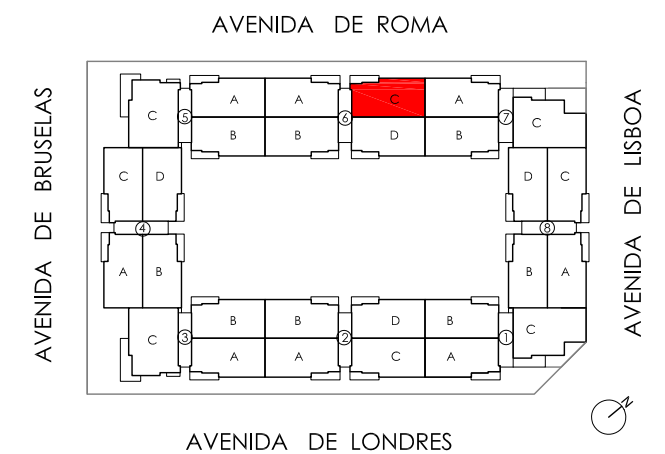 AVENIDA DE ROMA
AVENIDA DE BRUSELAS
AVENIDA DE LISBOA
A A C A
C 5 6 7 C
B B D B
C D D C
4 8
A B B A
B B D B
C 3 2 1 C
A A C A
N
AVENIDA DE LONDRES